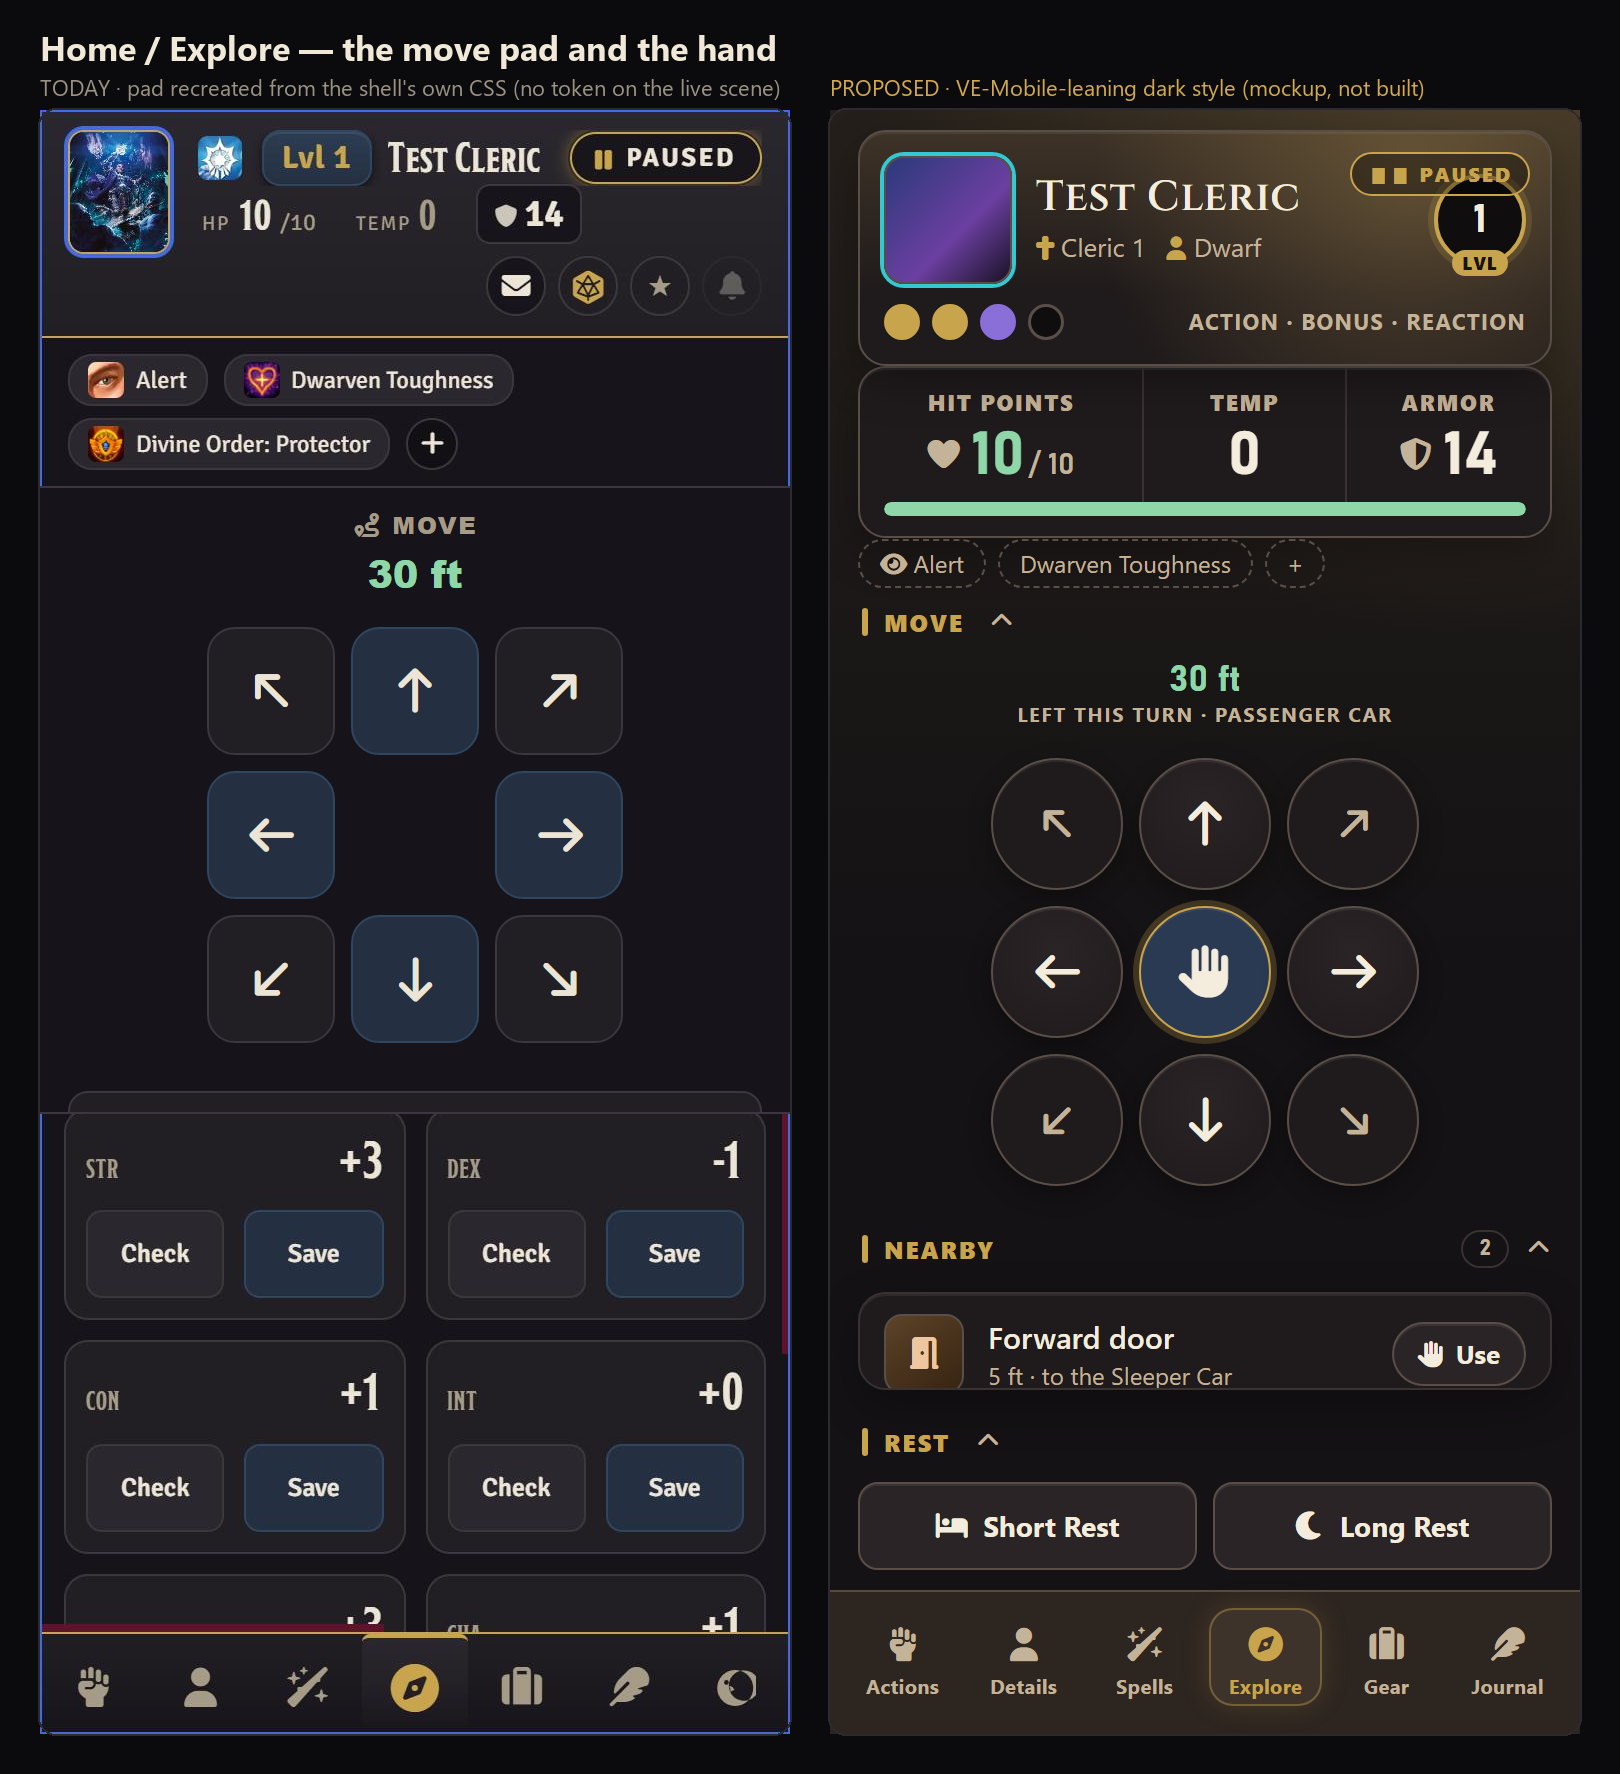 Home / Explore — the move pad and the hand
TODAY · pad recreated from the shell's own CSS (no token on the live scene)
Lvl 1
TEST CLERIC
PAUSED
HP 10 /10
TEMP 0
14
Alert
Dwarven Toughness
Divine Order: Protector
+
MOVE
30 ft
STR
+3
Check
Save
DEX
-1
Check
Save
CON
+1
Check
Save
INT
+0
Check
Save
+1
PROPOSED · VE-Mobile-leaning dark style (mockup, not built)
TEST CLERIC
PAUSED
1
LVL
Cleric 1
Dwarf
ACTION · BONUS · REACTION
HIT POINTS
10 / 10
TEMP
0
ARMOR
14
Alert
Dwarven Toughness
+
MOVE
30 ft
LEFT THIS TURN · PASSENGER CAR
NEARBY
2
Forward door
5 ft · to the Sleeper Car
Use
REST
Short Rest
Long Rest
Actions
Details
Spells
Explore
Gear
Journal